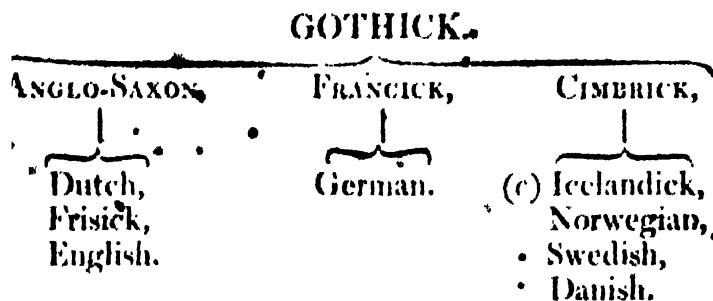 GOTHICK.
ANGLO-SAXON, FRANCICK, CIMBRICK,
Dutch, German. (c) Icelandick,
Frisick, Norwegian,
English. Swedish,
Danish.